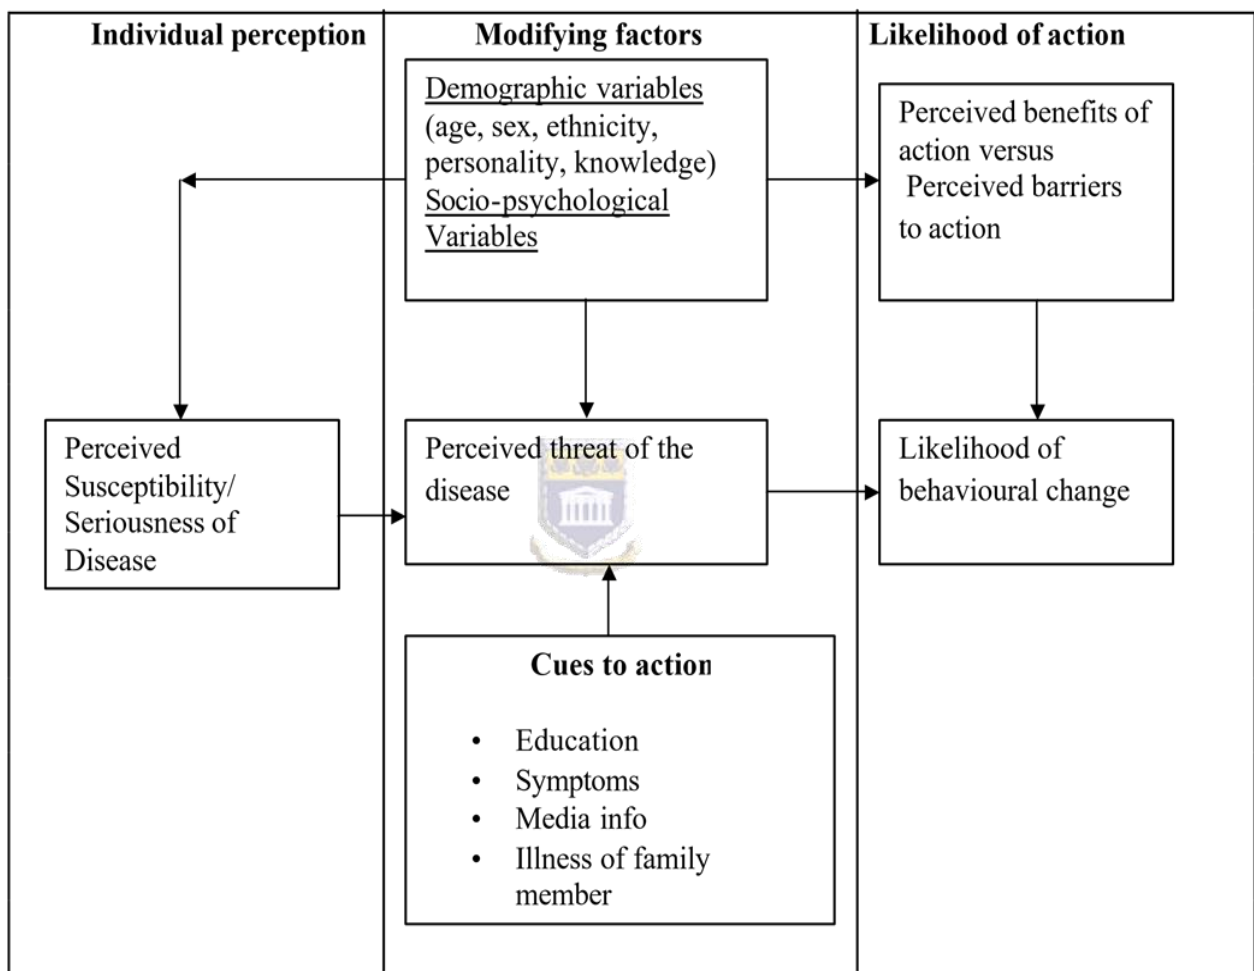 Individual perception
Modifying factors
Likelihood of action
Demographic variables
(age, sex, ethnicity,
personality, knowledge)
Socio-psychological
Variables
Perceived benefits of
action versus
Perceived barriers
to action
Perceived
Susceptibility/
Seriousness of
Disease
Perceived threat of the
disease
Likelihood of
behavioural change
Cues to action
• Education
• Symptoms
• Media info
• Illness of family
member